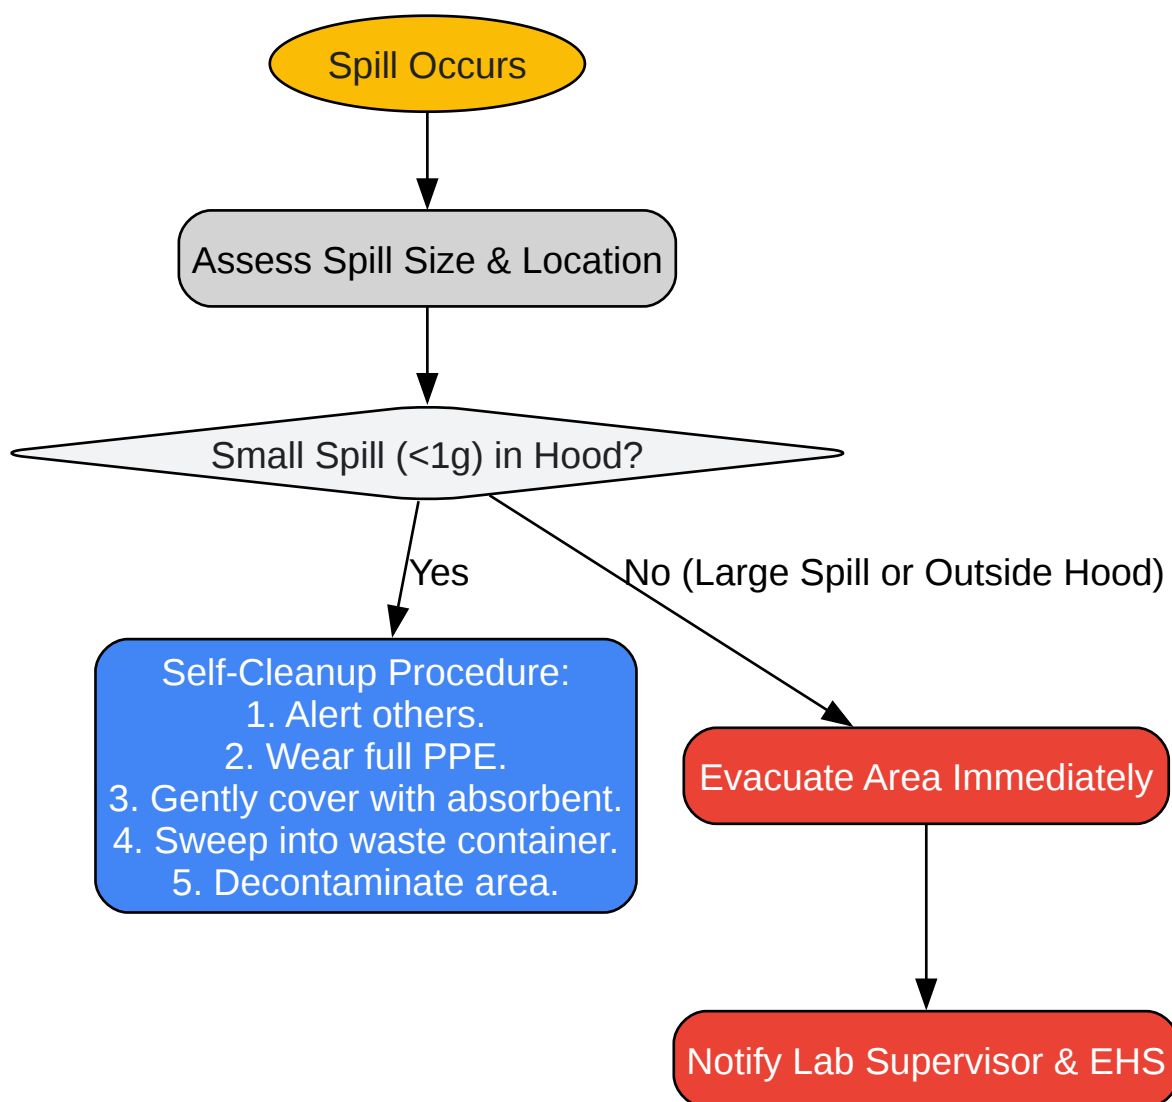 Spill Occurs
Assess Spill Size & Location
Small Spill (<1g) in Hood?
Yes
No (Large Spill or Outside Hood)
Self-Cleanup Procedure:
1. Alert others.
2. Wear full PPE.
3. Gently cover with absorbent.
4. Sweep into waste container.
5. Decontaminate area.
Evacuate Area Immediately
Notify Lab Supervisor & EHS